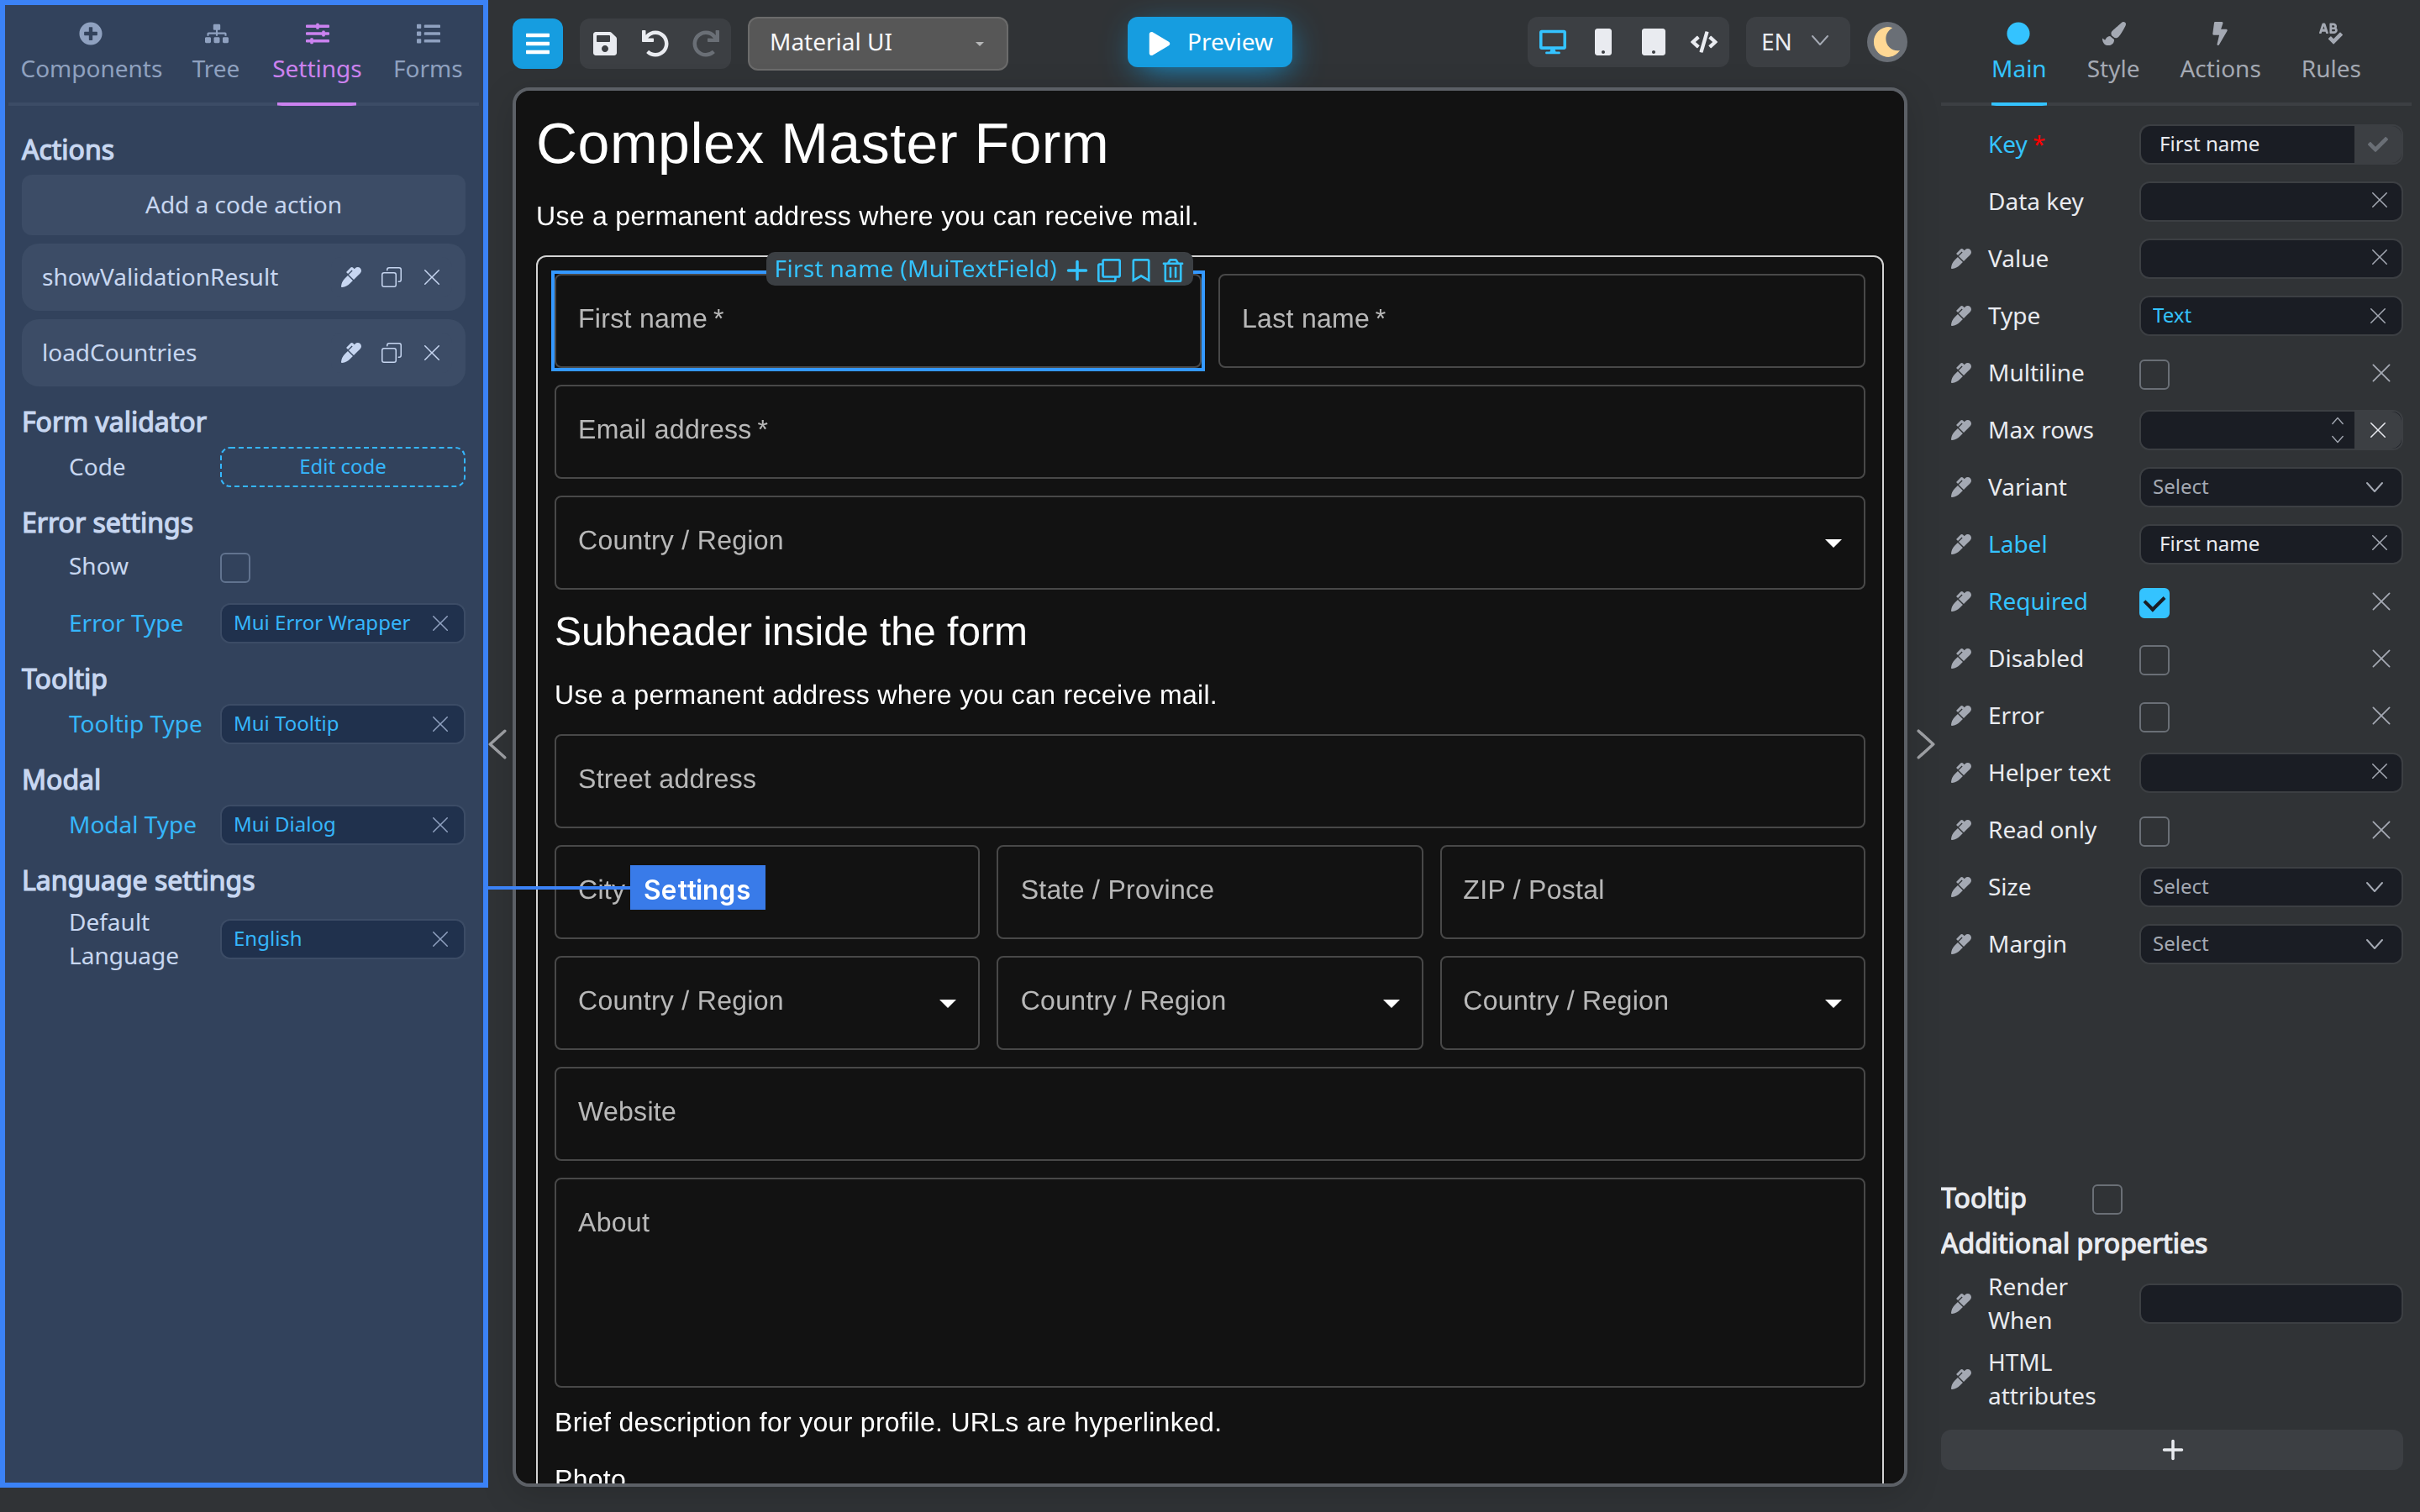 Components
Tree
Settings
Forms
Actions
Add a code action
showValidationResult
loadCountries
Form validator
Code
Edit code
Error settings
Show
Error Type
Mui Error Wrapper
Tooltip
Tooltip Type
Mui Tooltip
Modal
Modal Type
Mui Dialog
Language settings
Default
Language
English
Material UI
Preview
EN
Complex Master Form
Use a permanent address where you can receive mail.
First name (MuiTextField)
First name *
Last name *
Email address *
Country / Region
Subheader inside the form
Use a permanent address where you can receive mail.
Street address
City
Settings
State / Province
ZIP / Postal
Country / Region
Country / Region
Country / Region
Website
About
Brief description for your profile. URLs are hyperlinked.
Photo
Main
Style
AB
Actions
Rules
Key *
First name
Data key
Value
Type
Text
Multiline
Max rows
Variant
Select
Label
First name
Required
Disabled
Error
Helper text
Read only
Size
Select
Margin
Select
Tooltip
Additional properties
Render
When
HTML
attributes